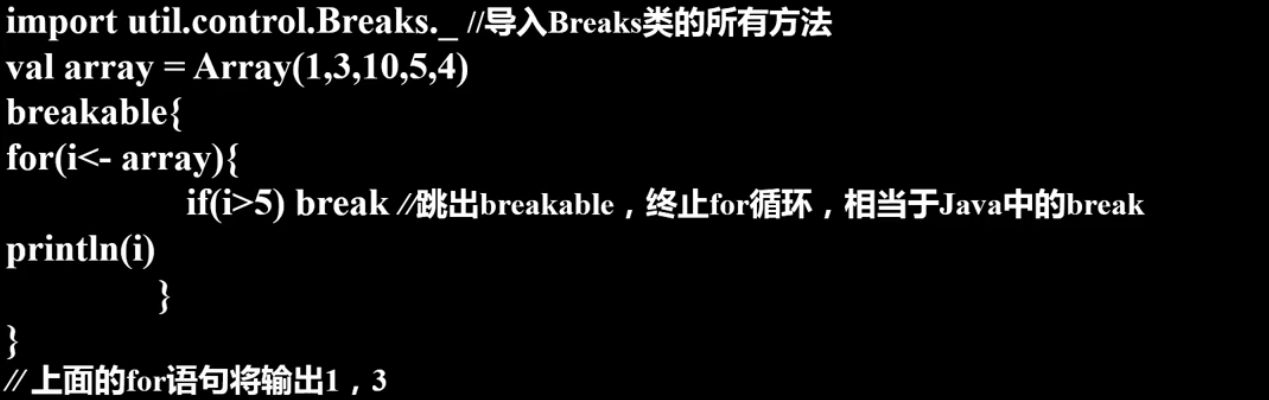 import util.control.Breaks._ //导入Breaks类的所有方法
val array = Array(1,3,10,5,4)
breakable{
for(i<- array){
if(i>5) break //跳出breakable，终止for循环，相当于Java中的break
println(i)
}
}
// 上面的for语句将输出1，3